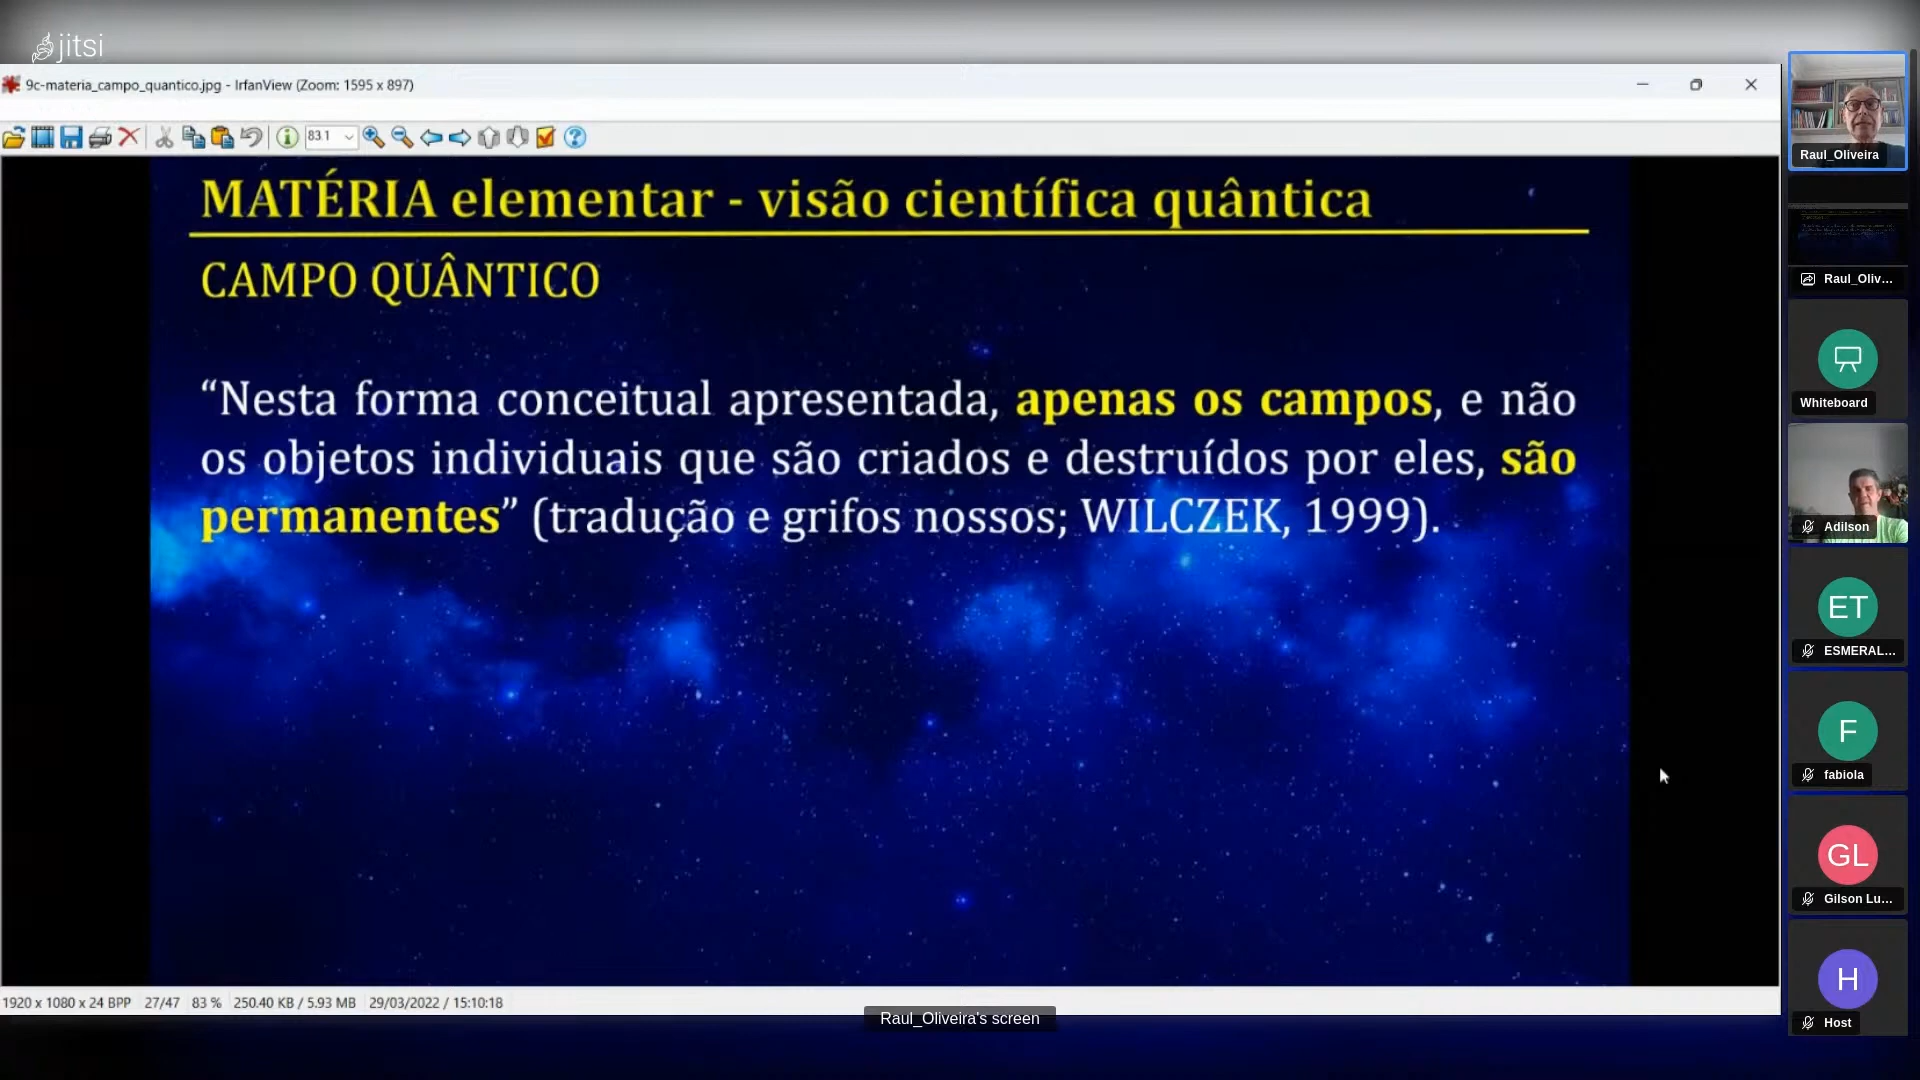 jitsi
9c-materia_campo_quantico.jpg - IrfanView (Zoom: 1595 x 897)
83.1
MATÉRIA elementar - visão científica quântica
CAMPO QUÂNTICO
“Nesta forma conceitual apresentada, apenas os campos, e não
os objetos individuais que são criados e destruídos por eles, são
permanentes” (tradução e grifos nossos; WILCZEK, 1999).
1920 x 1080 x 24 BPP 27/47 83 % 250.40 KB / 5.93 MB 29/03/2022 / 15:10:18
Raul_Oliveira's screen
Raul_Oliveira
Raul_Oliv...
Whiteboard
Adilson
ET
ESMERAL...
F
fabiola
GL
Gilson Lu...
H
Host